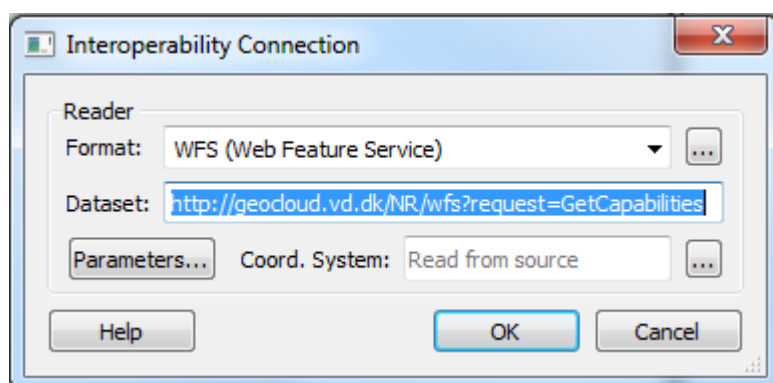 Interoperability Connection
Reader
Format: WFS (Web Feature Service) ...
Dataset: http://geocloud.vd.dk/NR/wfs?request=GetCapabilities
Parameters... Coord. System: Read from source ...
Help OK Cancel